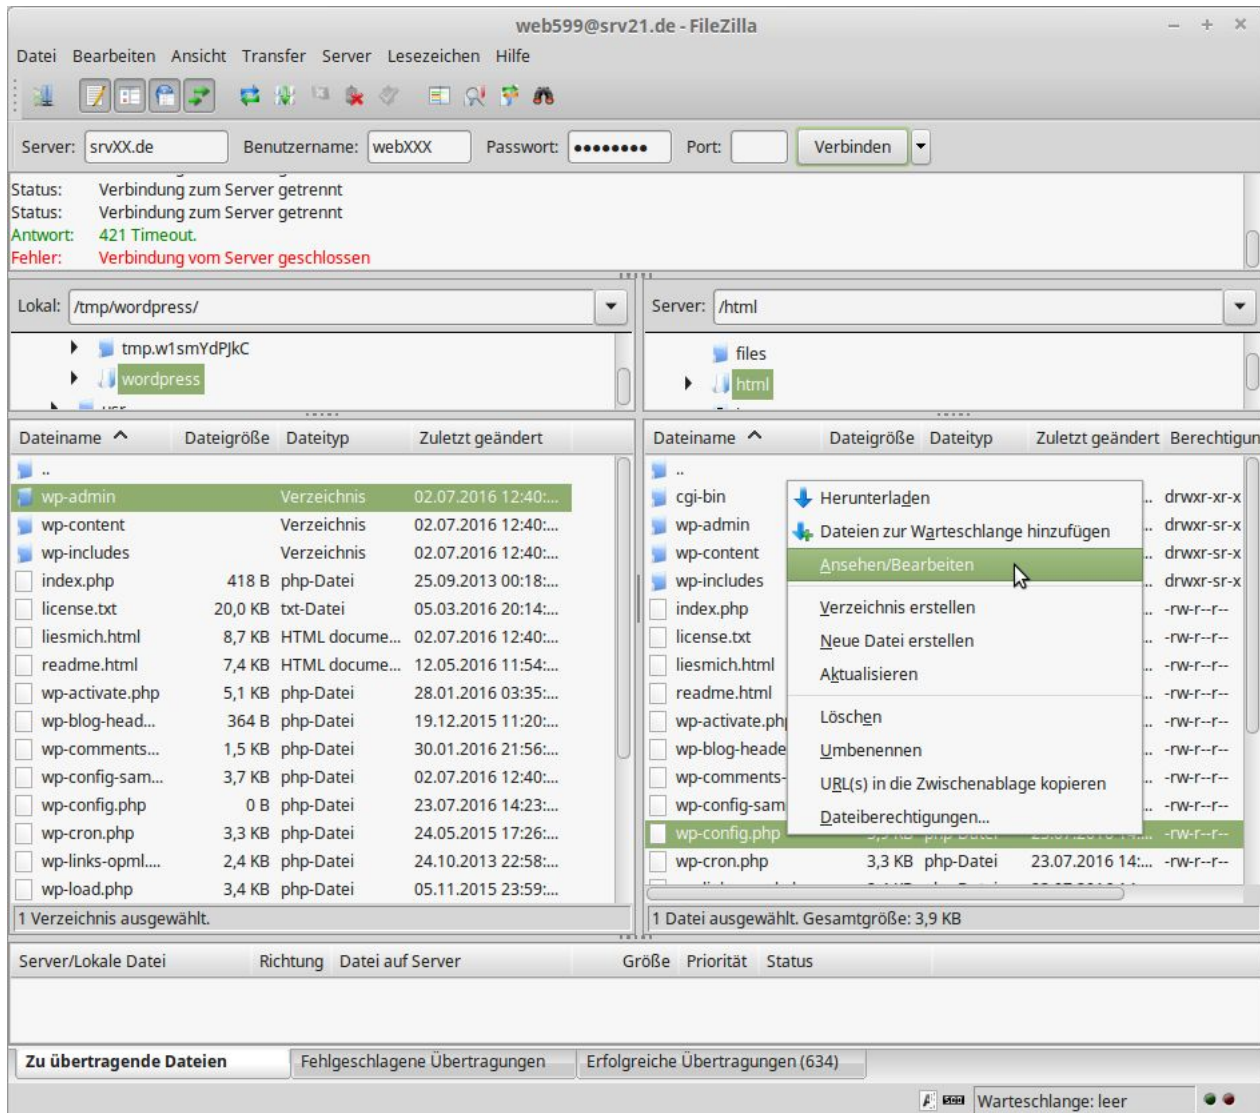 web599@srv21.de - FileZilla
Datei Bearbeiten Ansicht Transfer Server Lesezeichen Hilfe
Server: srvXX.de Benutzername: webXXX Passwort: ●●●●●●●● Port: Verbinden
Status: Verbindung zum Server getrennt
Status: Verbindung zum Server getrennt
Antwort: 421 Timeout.
Fehler: Verbindung vom Server geschlossen
Lokal: /tmp/wordpress/
tmp.w1smYdPJkC
wordpress
Dateiname Dateigröße Dateityp Zuletzt geändert
..
wp-admin Verzeichnis 02.07.2016 12:40:...
wp-content Verzeichnis 02.07.2016 12:40:...
wp-includes Verzeichnis 02.07.2016 12:40:...
index.php 418 B php-Datei 25.09.2013 00:18:...
license.txt 20,0 KB txt-Datei 05.03.2016 20:14:...
liesmich.html 8,7 KB HTML docume... 02.07.2016 12:40:...
readme.html 7,4 KB HTML docume... 12.05.2016 11:54:...
wp-activate.php 5,1 KB php-Datei 28.01.2016 03:35:...
wp-blog-head... 364 B php-Datei 19.12.2015 11:20:...
wp-comments... 1,5 KB php-Datei 30.01.2016 21:56:...
wp-config-sam... 3,7 KB php-Datei 02.07.2016 12:40:...
wp-config.php 0 B php-Datei 23.07.2016 14:23:...
wp-cron.php 3,3 KB php-Datei 24.05.2015 17:26:...
wp-links-opml.... 2,4 KB php-Datei 24.10.2013 22:58:...
wp-load.php 3,4 KB php-Datei 05.11.2015 23:59:...
1 Verzeichnis ausgewählt.
Server: /html
files
html
Dateiname Dateigröße Dateityp Zuletzt geändert Berechtigun
..
cgi-bin .. drwxr-xr-x
wp-admin .. drwxr-sr-x
wp-content .. drwxr-sr-x
wp-includes .. drwxr-sr-x
index.php .. -rw-r--r--
license.txt .. -rw-r--r--
liesmich.html .. -rw-r--r--
readme.html .. -rw-r--r--
wp-activate.ph .. -rw-r--r--
wp-blog-heade .. -rw-r--r--
wp-comments- .. -rw-r--r--
wp-config-sam .. -rw-r--r--
wp-config.php 3,9 KB php-Datei 23.07.2016 14:... -rw-r--r--
wp-cron.php 3,3 KB php-Datei 23.07.2016 14:... -rw-r--r--
1 Datei ausgewählt. Gesamtgröße: 3,9 KB
Herunterladen
Dateien zur Warteschlange hinzufügen
Ansehen/Bearbeiten
Verzeichnis erstellen
Neue Datei erstellen
Aktualisieren
Löschen
Umbenennen
URL(s) in die Zwischenablage kopieren
Dateiberechtigungen...
Server/Lokale Datei Richtung Datei auf Server Größe Priorität Status
Zu übertragende Dateien Fehlgeschlagene Übertragungen Erfolgreiche Übertragungen (634)
Warteschlange: leer